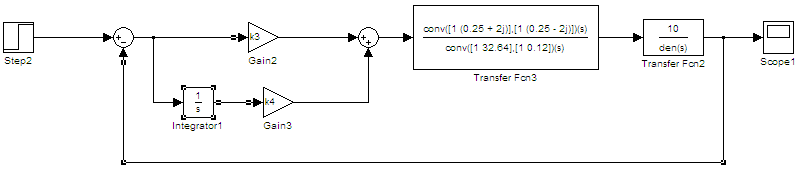 Step2
+
−
k3
Gain2
1
s
Integrator1
k4
Gain3
+
+
conv([1 (0.25 + 2j)],[1 (0.25 - 2j)])(s)
conv([1 32.64],[1 0.12])(s)
Transfer Fcn3
10
den(s)
Transfer Fcn2
Scope1